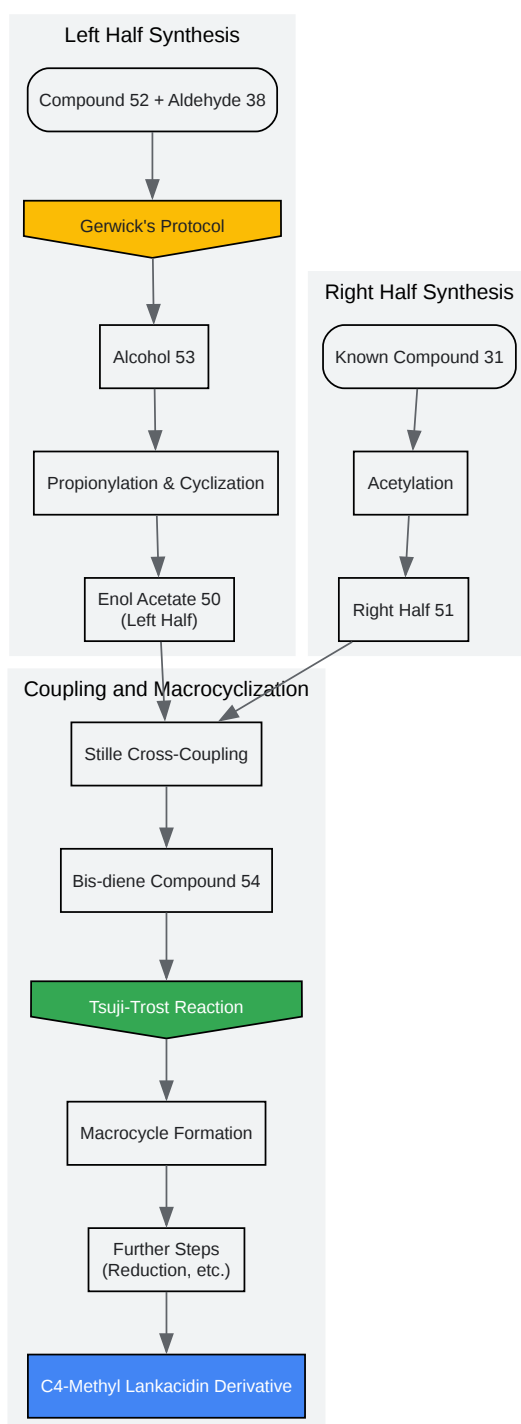 Left Half Synthesis
Compound 52 + Aldehyde 38
Gerwick's Protocol
Alcohol 53
Propionylation & Cyclization
Enol Acetate 50
(Left Half)
Right Half Synthesis
Known Compound 31
Acetylation
Right Half 51
Coupling and Macrocyclization
Stille Cross-Coupling
Bis-diene Compound 54
Tsuji-Trost Reaction
Macrocycle Formation
Further Steps
(Reduction, etc.)
C4-Methyl Lankacidin Derivative